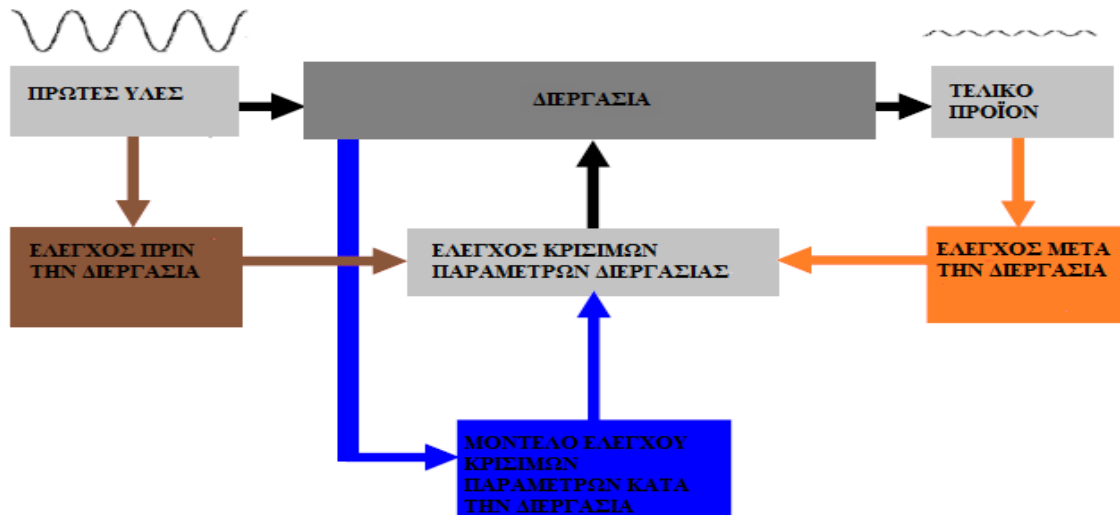 ΠΡΩΤΕΣ ΥΛΕΣ
ΔΙΕΡΓΑΣΙΑ
ΤΕΛΙΚΟ
ΠΡΟΪΟΝ
ΕΛΕΓΧΟΣ ΠΡΙΝ
ΤΗΝ ΔΙΕΡΓΑΣΙΑ
ΕΛΕΓΧΟΣ ΚΡΙΣΙΜΩΝ
ΠΑΡΑΜΕΤΡΩΝ ΔΙΕΡΓΑΣΙΑΣ
ΕΛΕΓΧΟΣ ΜΕΤΑ
ΤΗΝ ΔΙΕΡΓΑΣΙΑ
ΜΟΝΤΕΛΟ ΕΛΕΓΧΟΥ
ΚΡΙΣΙΜΩΝ
ΠΑΡΑΜΕΤΡΩΝ ΚΑΤΑ
ΤΗΝ ΔΙΕΡΓΑΣΙΑ